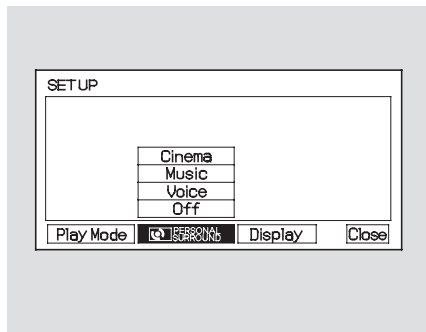 SETUP
Cinema
Music
Voice
Off
Play Mode PERSONAL SURROUND Display Close